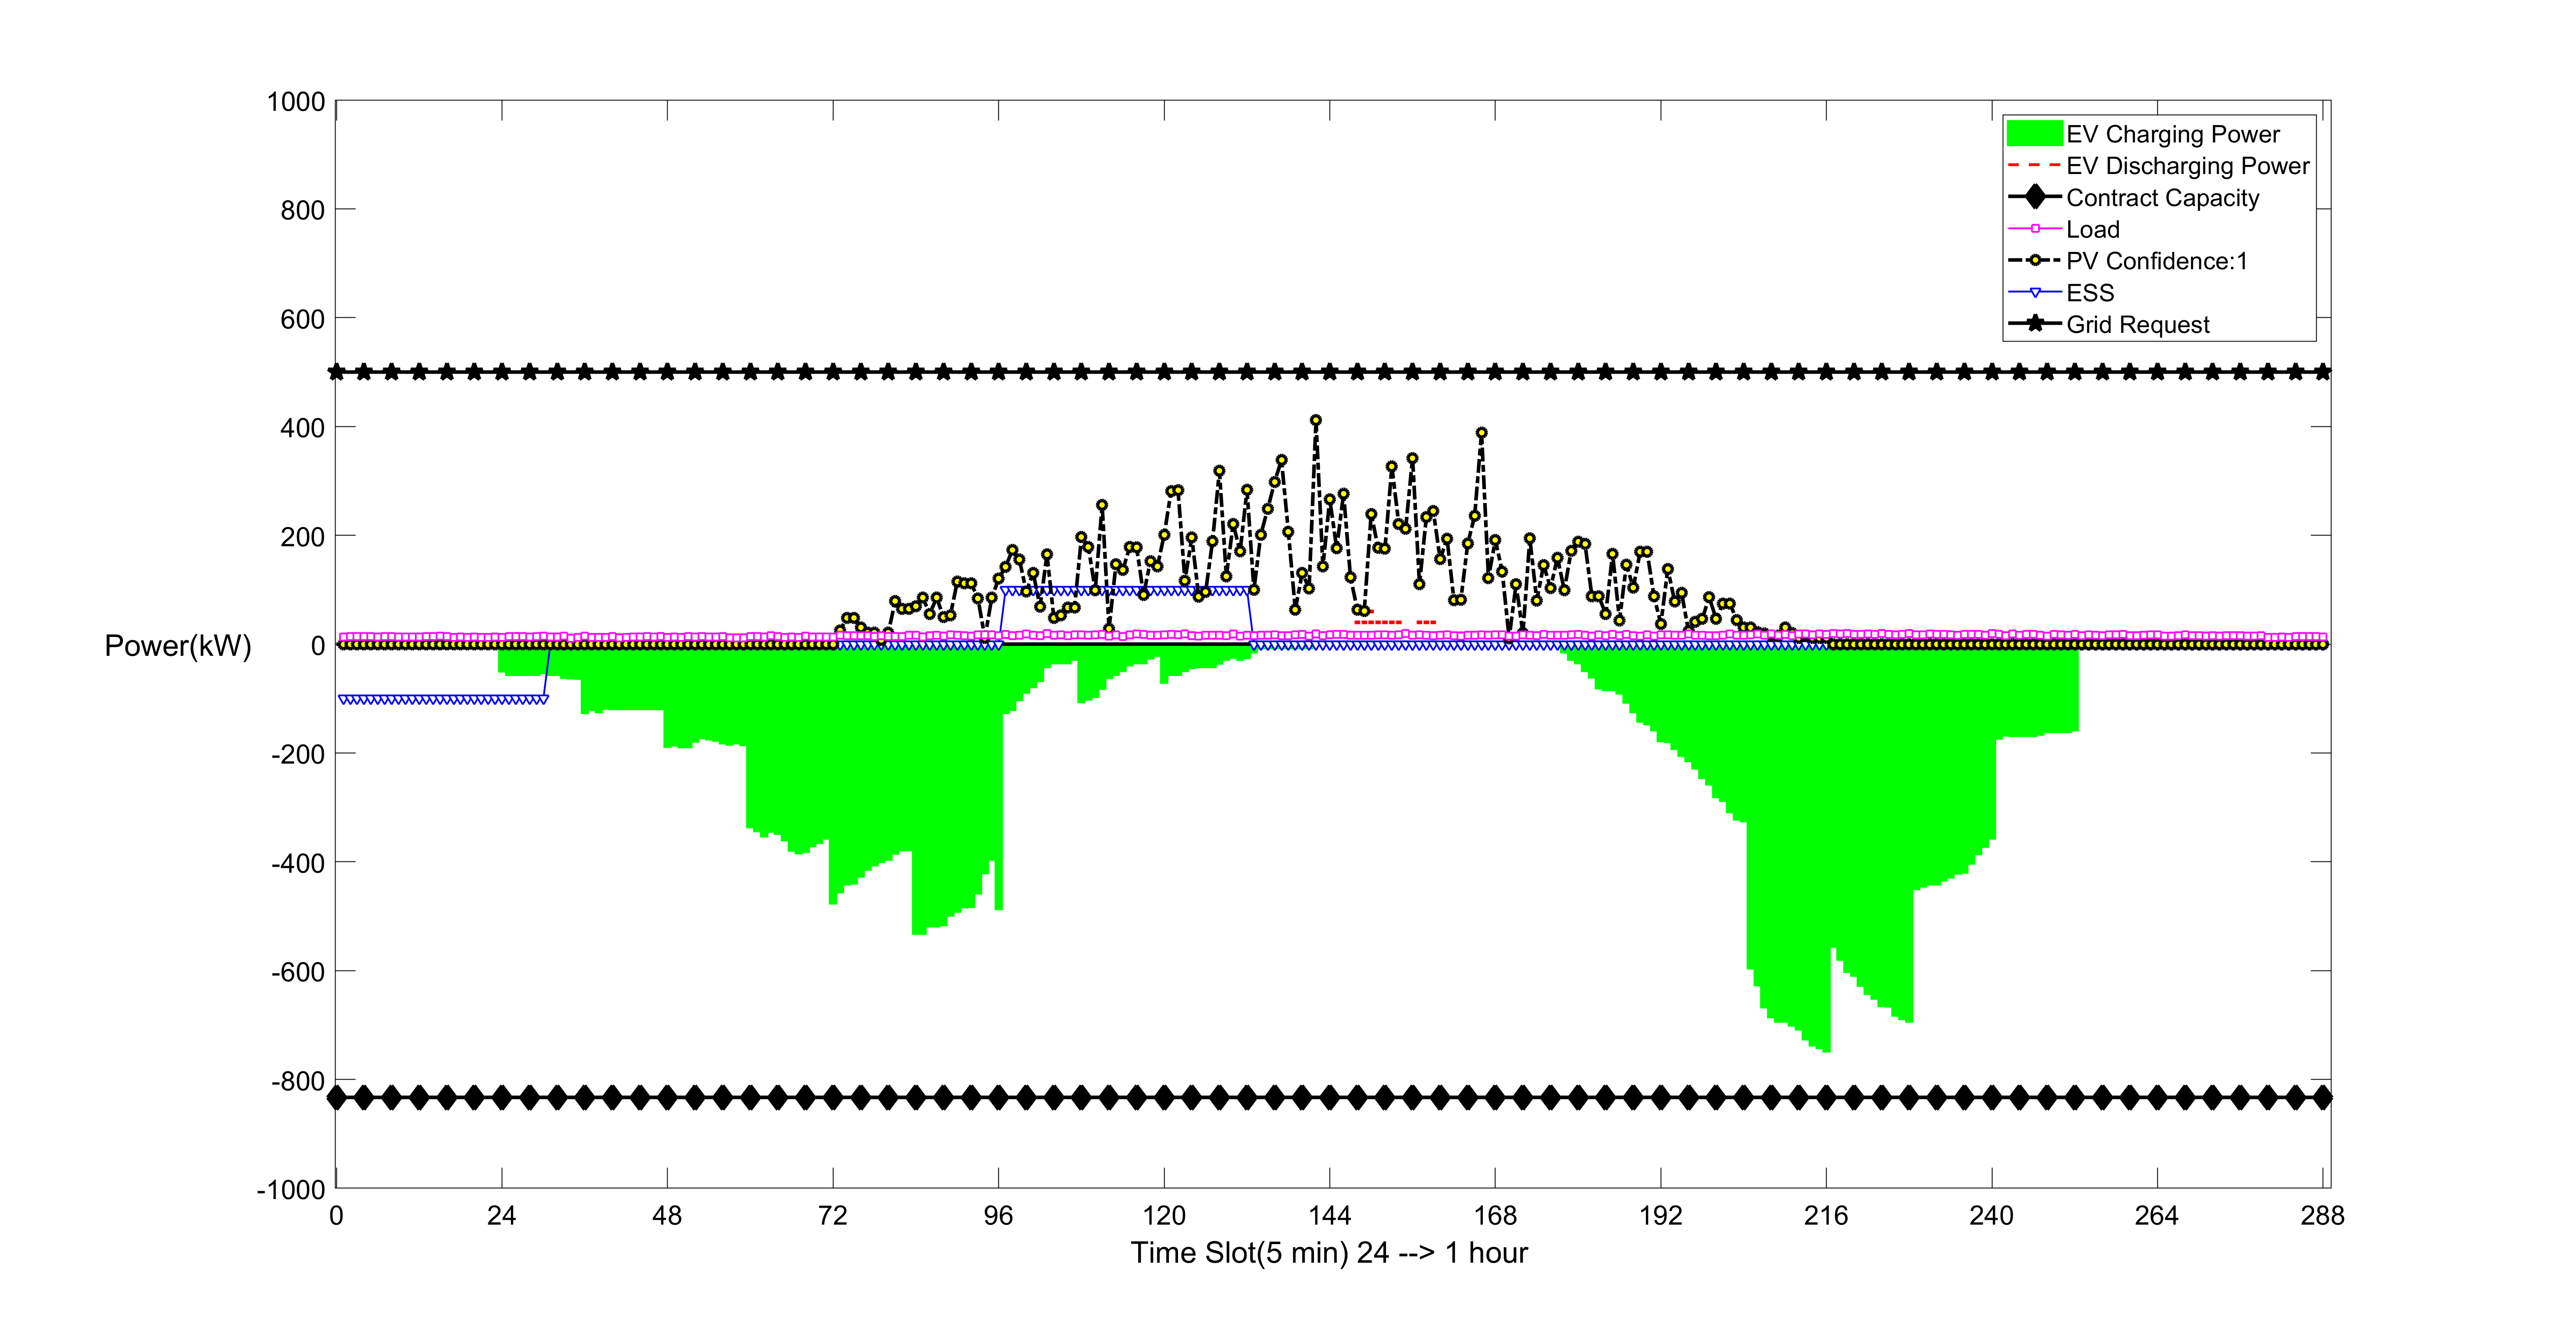 1000
800
600
400
200
0
-200
-400
-600
-800
-1000
Power(kW)
EV Charging Power
EV Discharging Power
Contract Capacity
Load
PV Confidence:1
ESS
Grid Request
0 24 48 72 96 120 144 168 192 216 240 264 288
Time Slot(5 min) 24 --> 1 hour